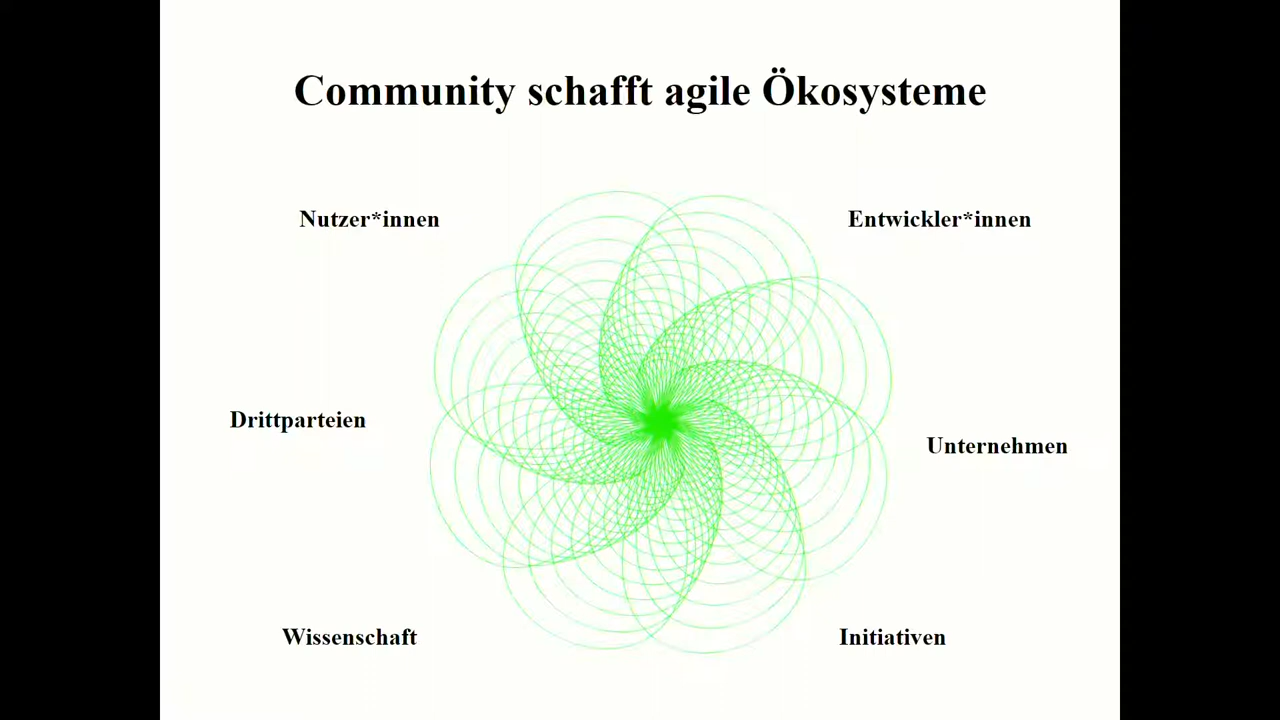 Community schafft agile Ökosysteme
Nutzer*innen
Entwickler*innen
Drittparteien
Unternehmen
Wissenschaft
Initiativen